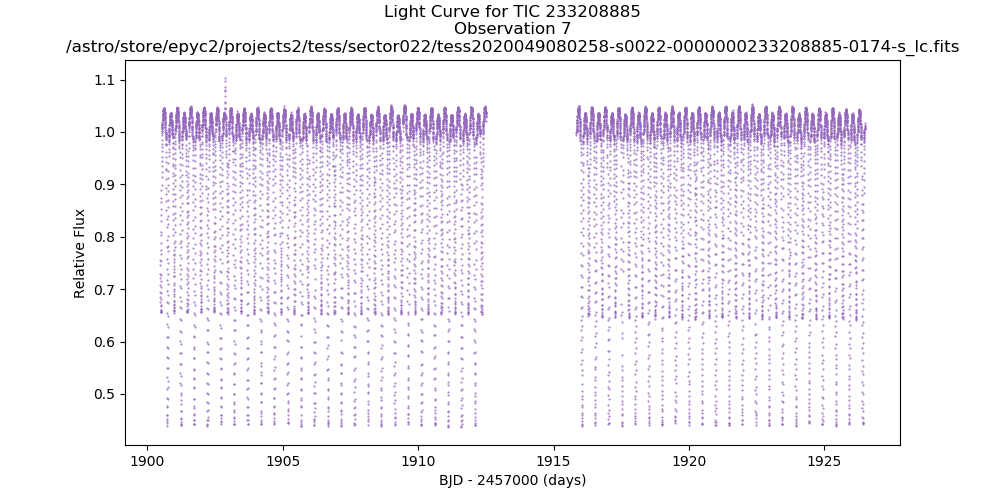 Light Curve for TIC 233208885
Observation 7
/astro/store/epyc2/projects2/tess/sector022/tess2020049080258-s0022-0000000233208885-0174-s_lc.fits
1.1
1.0
0.9
0.8
0.7
0.6
0.5
Relative Flux
1900
1905
1910
1915
1920
1925
BJD - 2457000 (days)